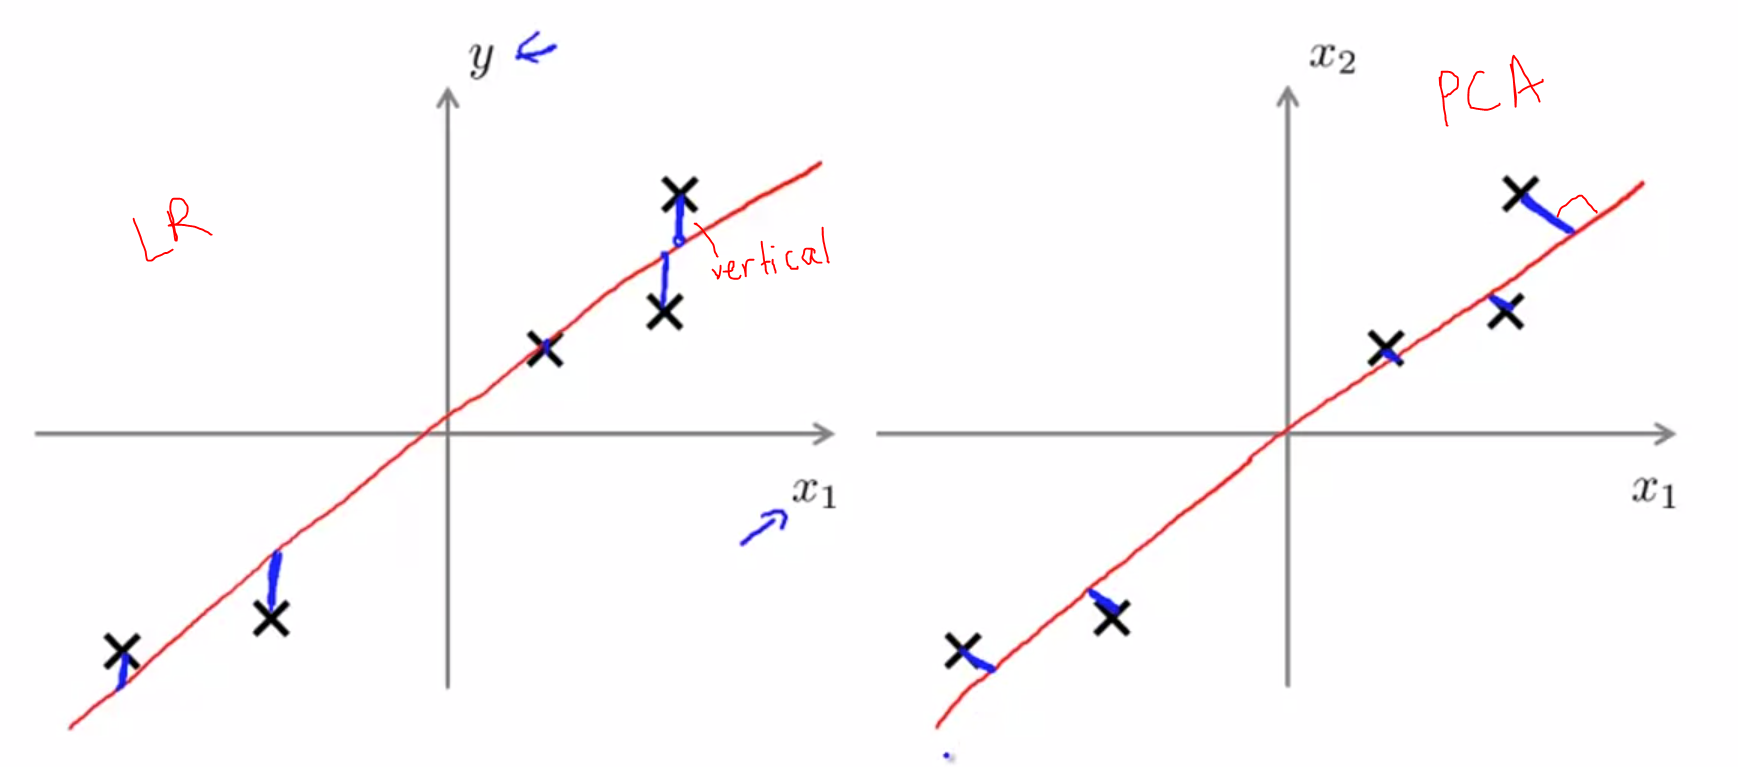 y
LR
vertical
x₁
x₂
PCA
x₁